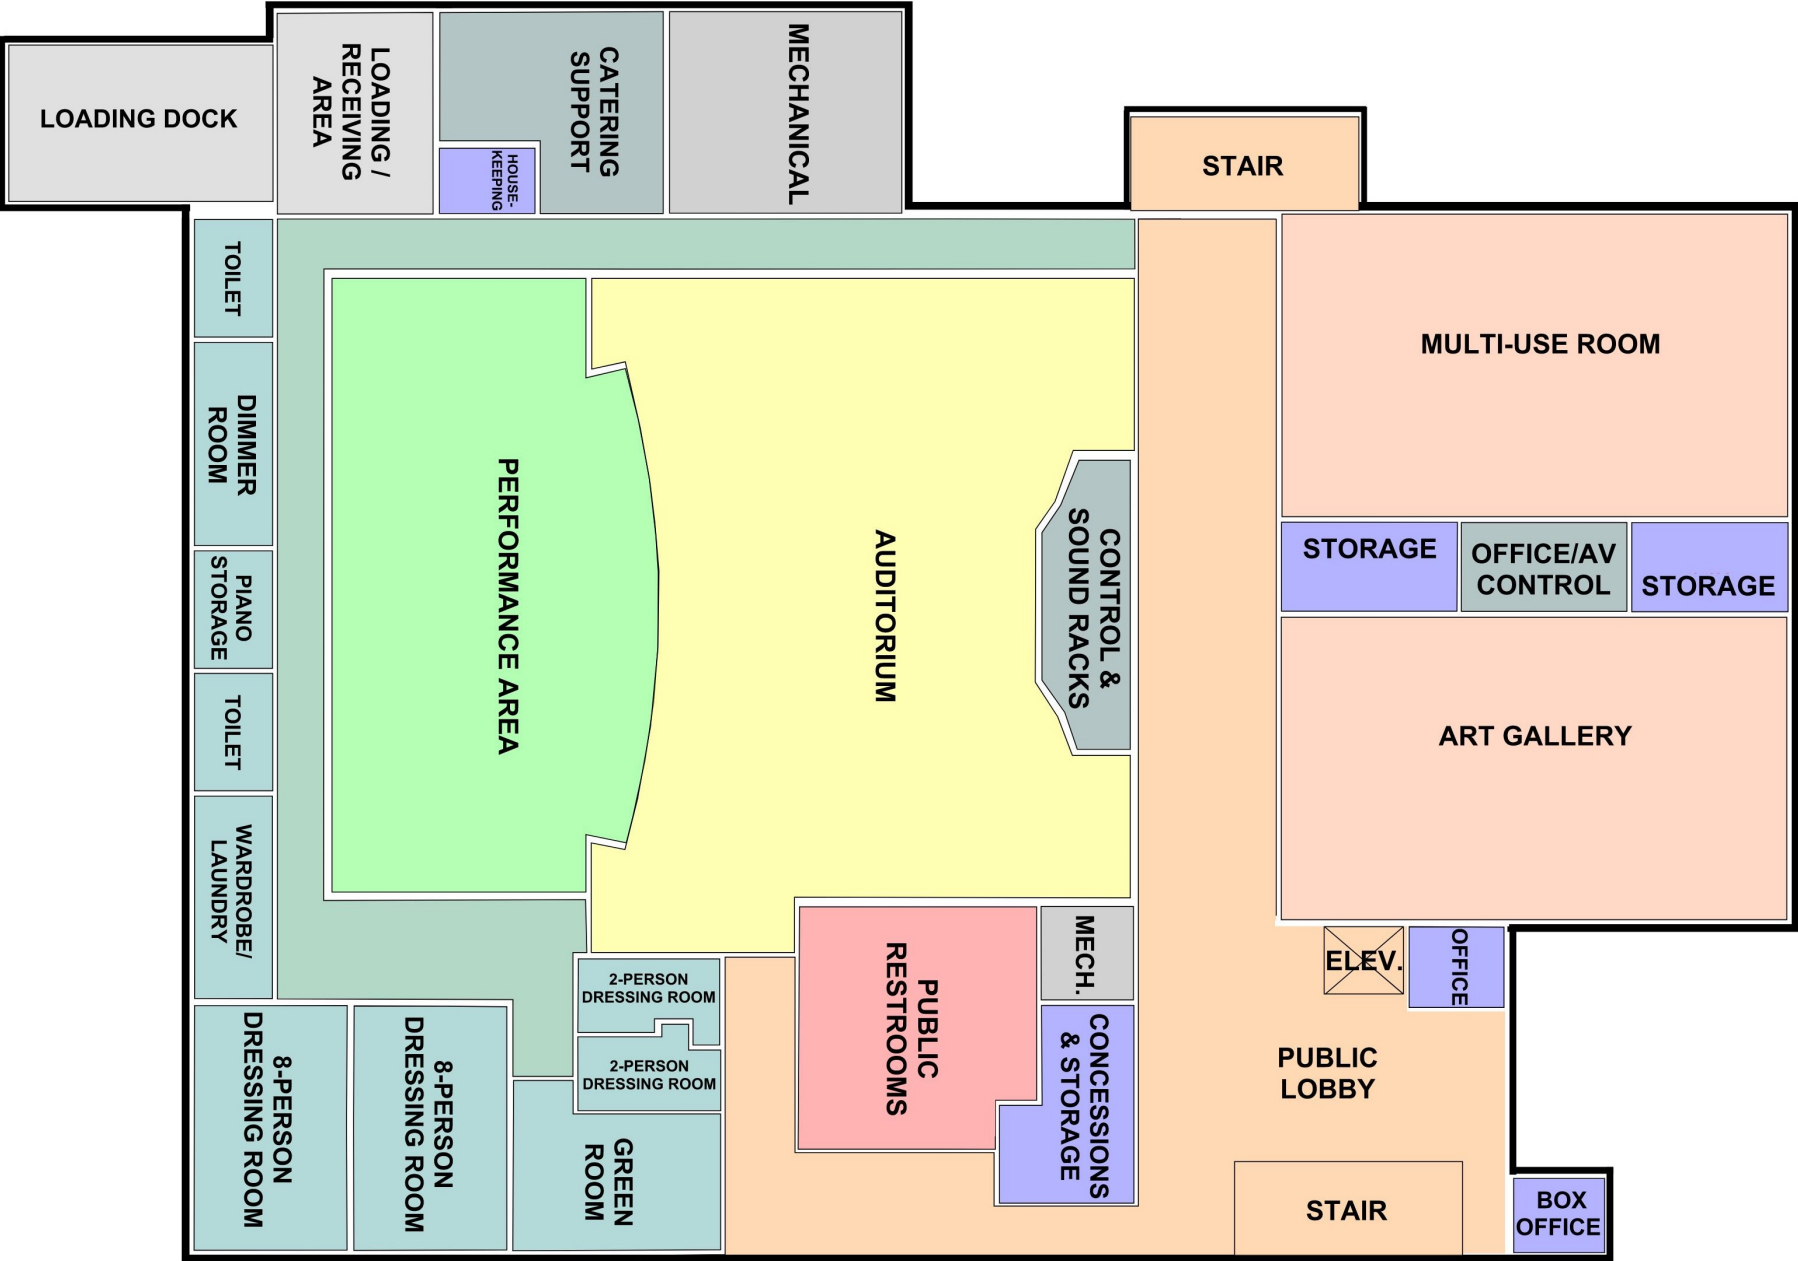 LOADING DOCK
LOADING /
RECEIVING
AREA
CATERING
SUPPORT
HOUSE-
KEEPING
MECHANICAL
STAIR
TOILET
DIMMER
ROOM
PIANO
STORAGE
TOILET
WARDROBE/
LAUNDRY
PERFORMANCE AREA
AUDITORIUM
CONTROL &
SOUND RACKS
MULTI-USE ROOM
STORAGE
OFFICE/AV
CONTROL
STORAGE
ART GALLERY
8-PERSON
DRESSING ROOM
8-PERSON
DRESSING ROOM
2-PERSON
DRESSING ROOM
2-PERSON
DRESSING ROOM
GREEN
ROOM
PUBLIC
RESTROOMS
MECH.
CONCESSIONS
& STORAGE
ELEV.
OFFICE
PUBLIC
LOBBY
STAIR
BOX
OFFICE